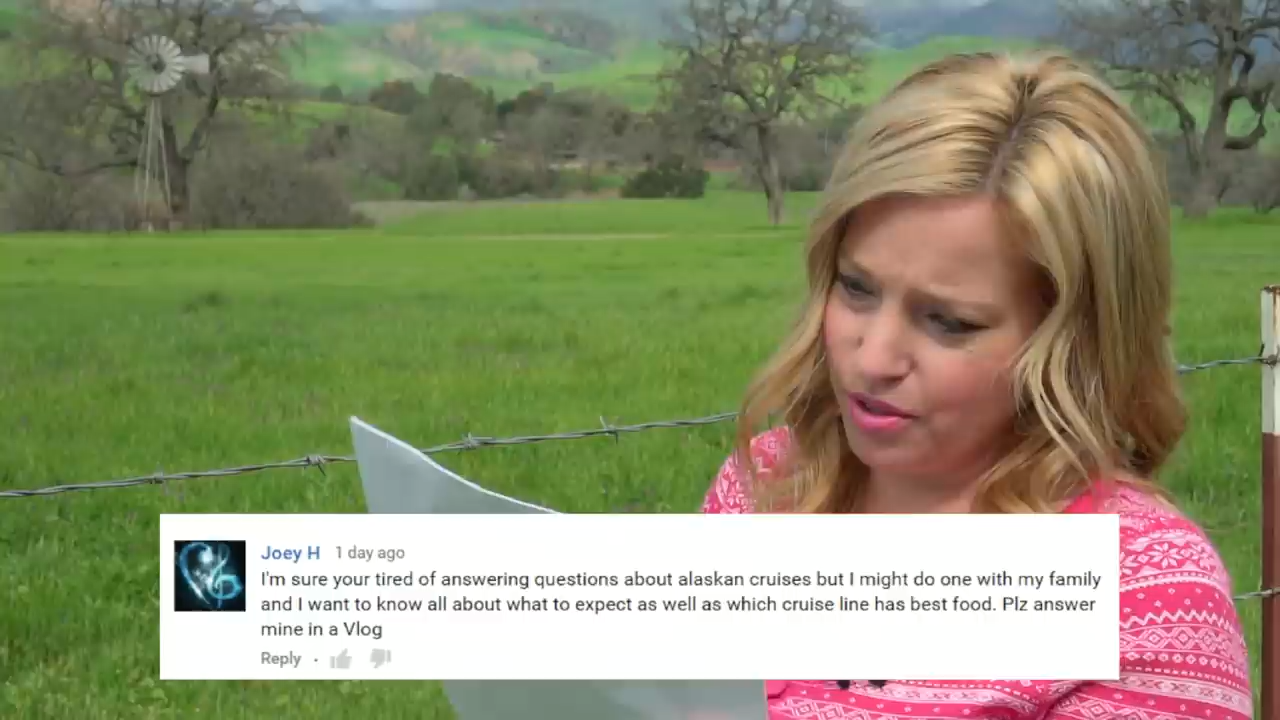 Joey H 1 day ago
I'm sure your tired of answering questions about alaskan cruises but I might do one with my family
and I want to know all about what to expect as well as which cruise line has best food. Plz answer
mine in a Vlog
Reply